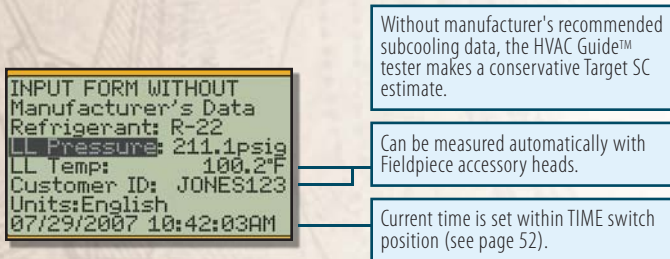 INPUT FORM WITHOUT
Manufacturer's Data
Refrigerant: R-22
LL Pressure: 211.1psig
LL Temp: 100.2°F
Customer ID: JONES123
Units:English
07/29/2007 10:42:03AM
Without manufacturer's recommended
subcooling data, the HVAC Guide™
tester makes a conservative Target SC
estimate.
Can be measured automatically with
Fieldpiece accessory heads.
Current time is set within TIME switch
position (see page 52).